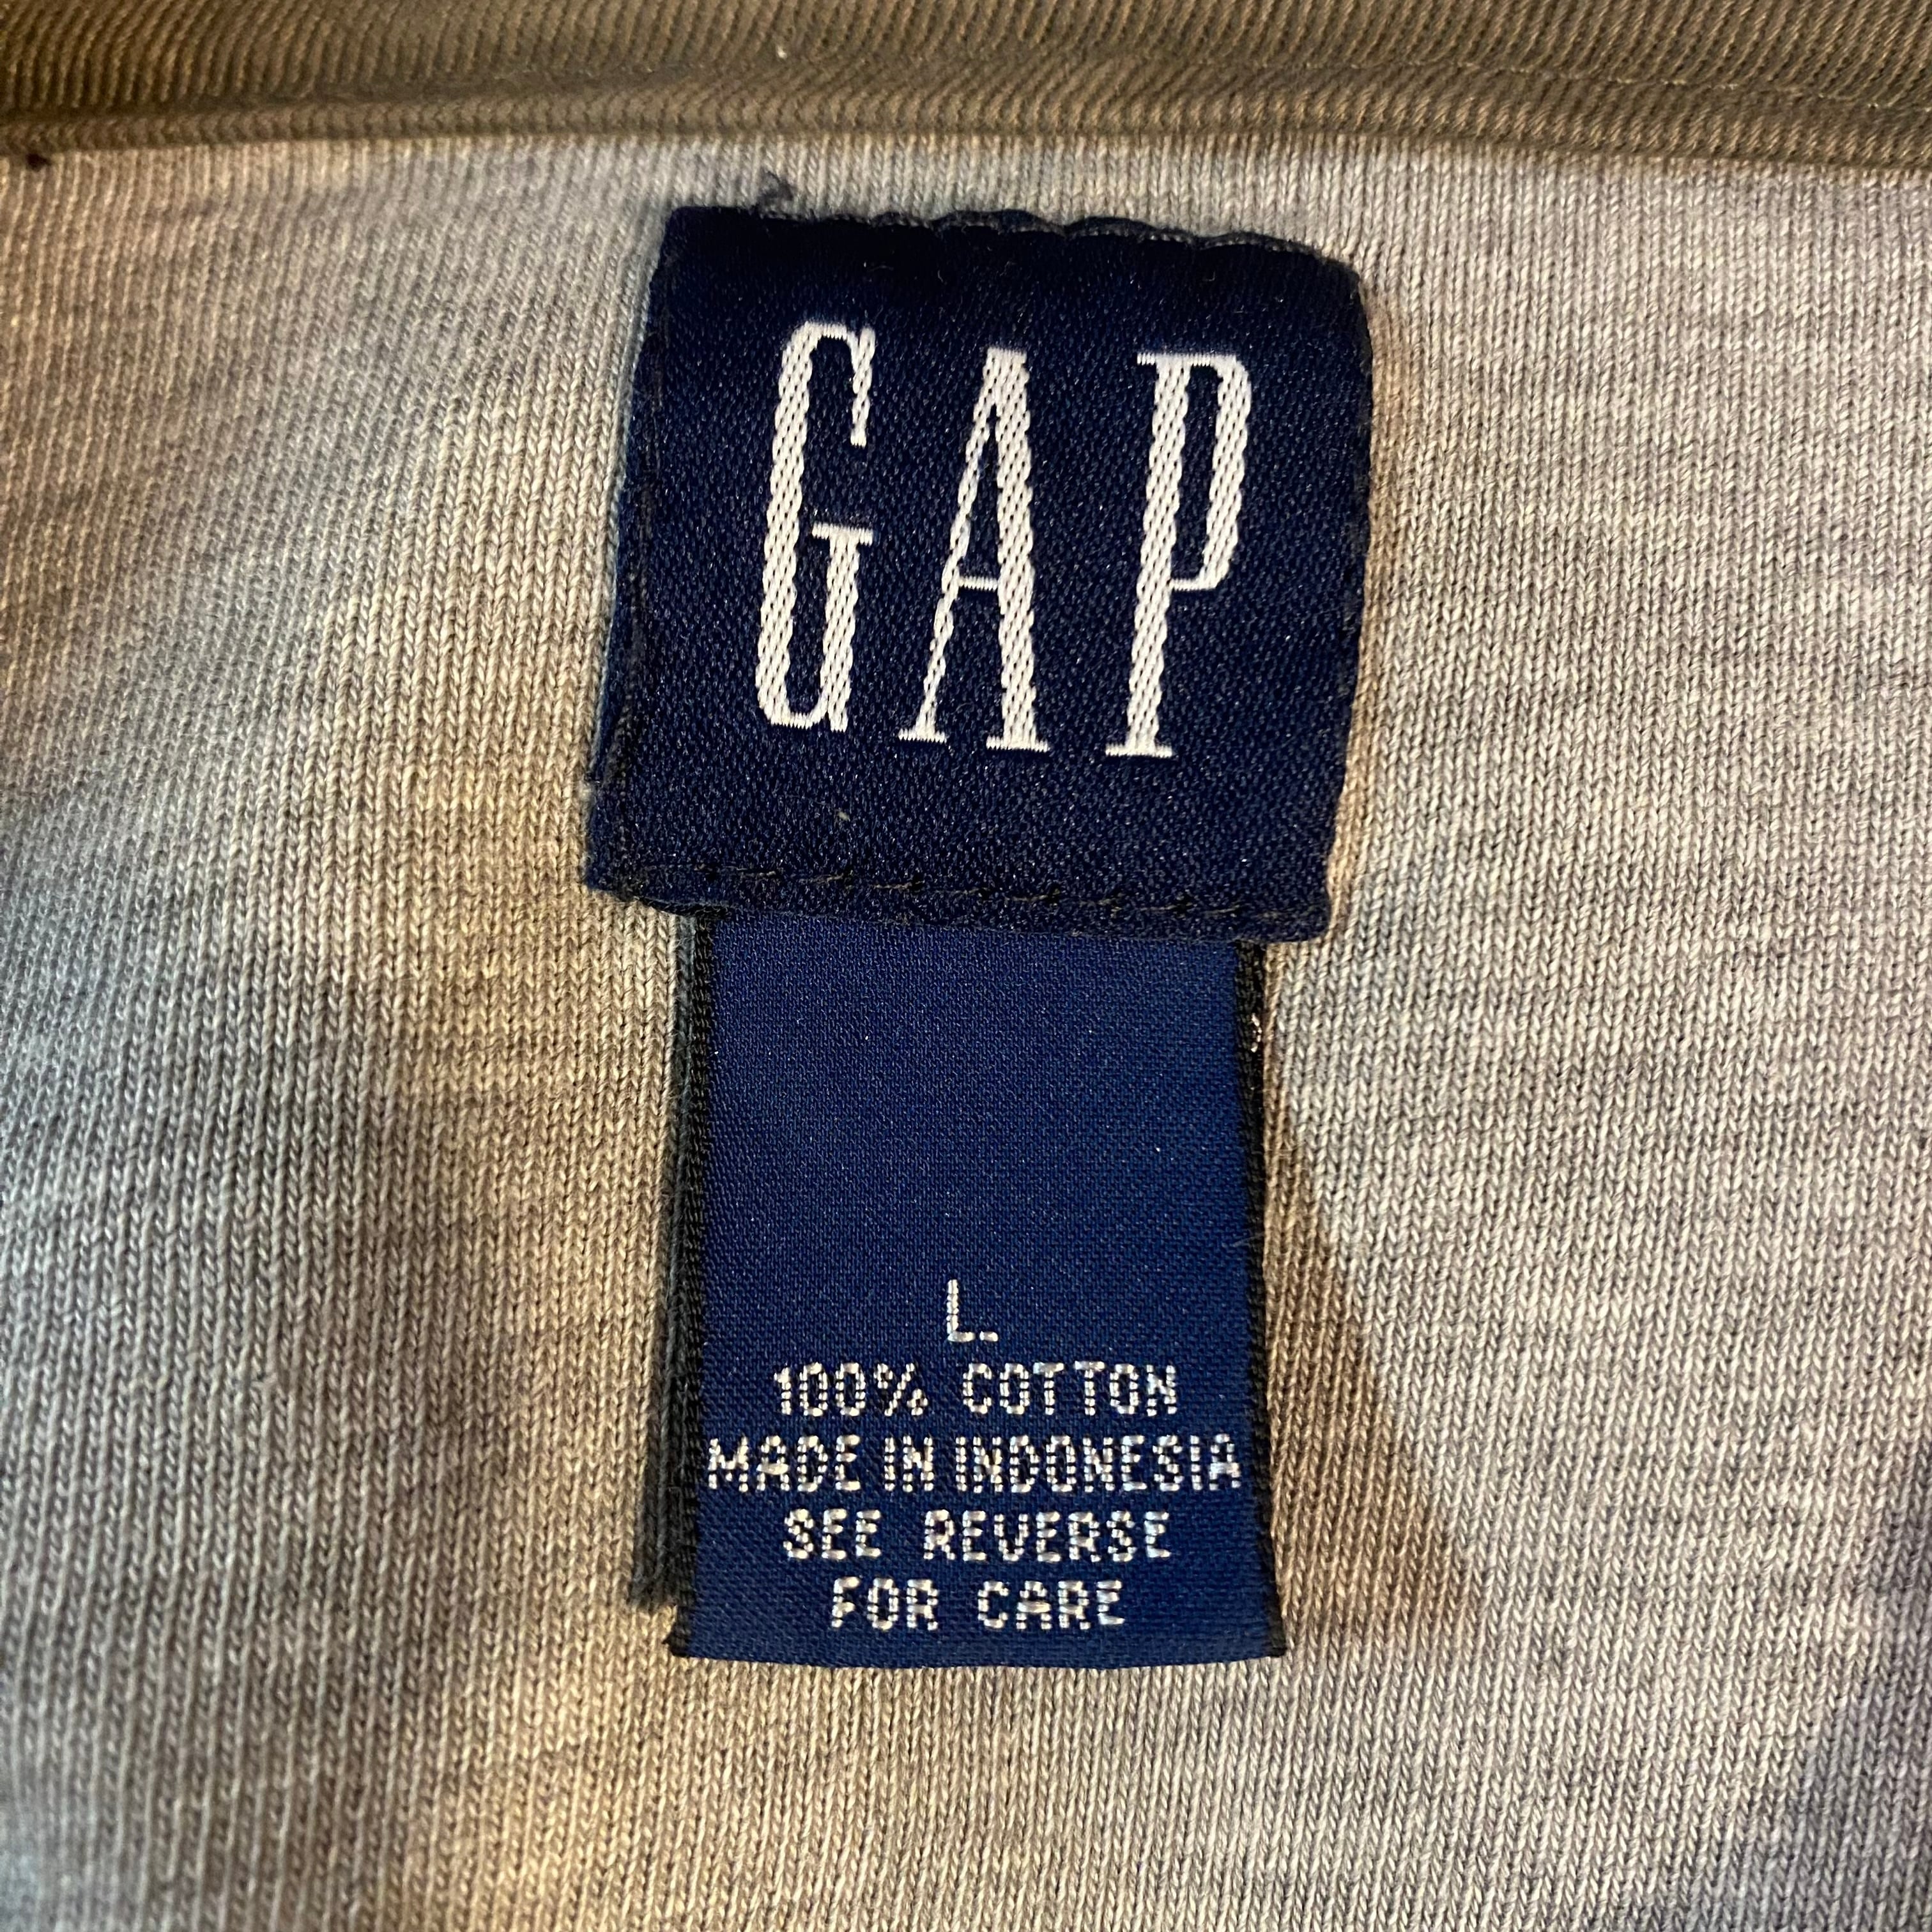 GAP
L.
100% COTTON
MADE IN INDONESIA
SEE REVERSE
FOR CARE